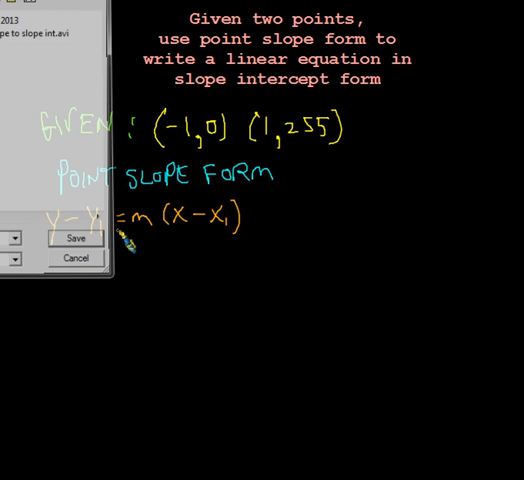 2013
pe to slope int.avi
Given two points,
use point slope form to
write a linear equation in
slope intercept form
GIVEN : (-1,0) (1,255)
POINT SLOPE FORM
y - y₁ = m (x - x₁)
Save
Cancel